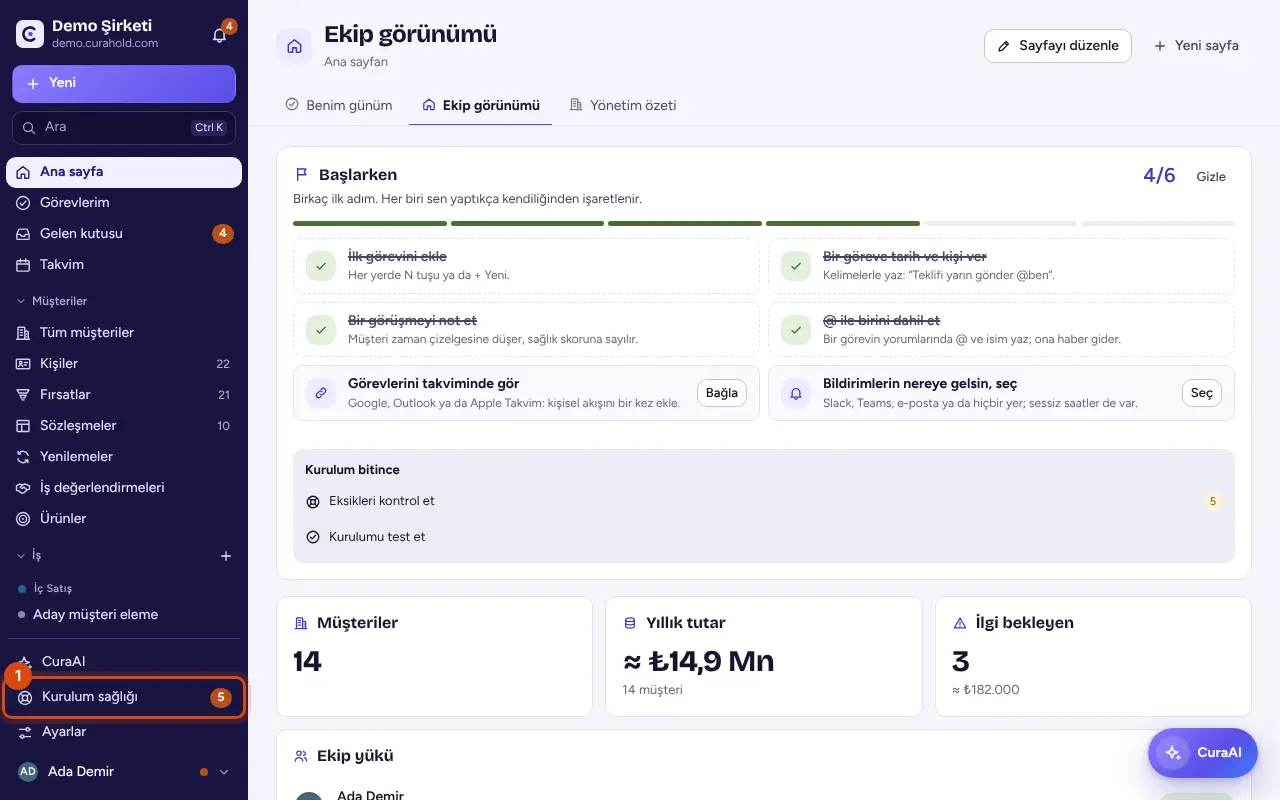 Demo Şirketi
demo.curahold.com
4
Yeni
Ara
Ctrl K
Ana sayfa
Görevlerim
Gelen kutusu
4
Takvim
Müşteriler
Tüm müşteriler
Kişiler
22
Fırsatlar
21
Sözleşmeler
10
Yenilemeler
İş değerlendirmeleri
Ürünler
İş
İç Satış
Aday müşteri eleme
CuraAI
1
Kurulum sağlığı
5
Ayarlar
AD
Ada Demir
Ekip görünümü
Ana sayfan
Sayfayı düzenle
Yeni sayfa
Benim günüm
Ekip görünümü
Yönetim özeti
Başlarken
4/6
Gizle
Birkaç ilk adım. Her biri sen yaptıkça kendiliğinden işaretlenir.
İlk görevini ekle
Her yerde N tuşu ya da + Yeni.
Bir göreve tarih ve kişi ver
Kelimelerle yaz: "Teklifi yarın gönder @ben".
Bir görüşmeyi not et
Müşteri zaman çizelgesine düşer, sağlık skoruna sayılır.
@ ile birini dahil et
Bir görevin yorumlarında @ ve isim yaz; ona haber gider.
Görevlerini takviminde gör
Google, Outlook ya da Apple Takvim: kişisel akışını bir kez ekle.
Bağla
Bildirimlerin nereye gelsin, seç
Slack, Teams, e-posta ya da hiçbir yer; sessiz saatler de var.
Seç
Kurulum bitince
Eksikleri kontrol et
5
Kurulumu test et
Müşteriler
14
Yıllık tutar
≈ ₺14,9 Mn
14 müşteri
İlgi bekleyen
3
≈ ₺182.000
Ekip yükü
Ada Demir
CuraAI